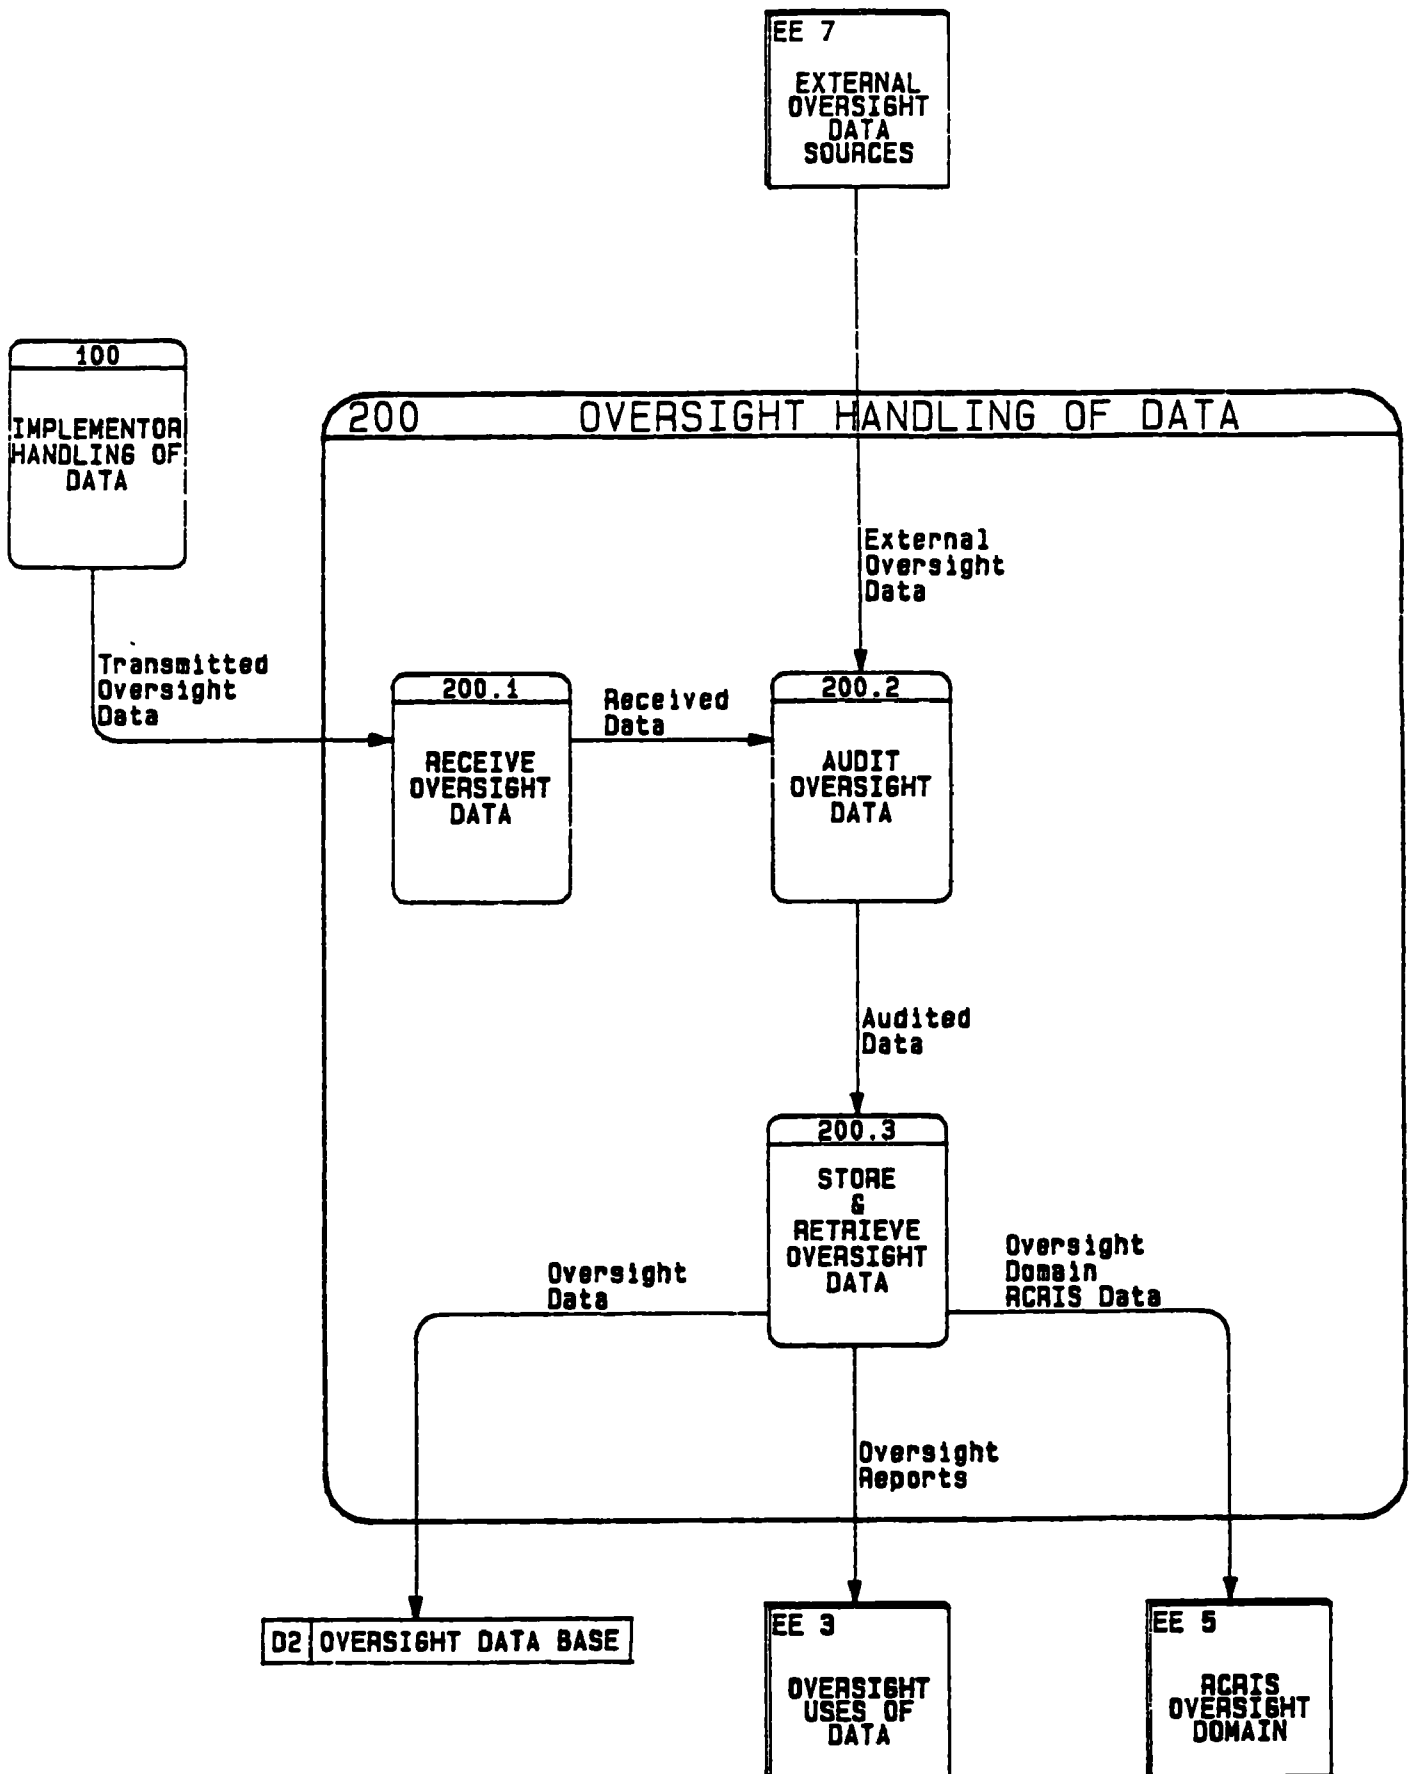 EE 7
EXTERNAL
OVERSIGHT
DATA
SOURCES
100
IMPLEMENTOR
HANDLING OF
DATA
200 OVERSIGHT HANDLING OF DATA
External
Oversight
Data
Transmitted
Oversight
Data
200.1
RECEIVE
OVERSIGHT
DATA
Received
Data
200.2
AUDIT
OVERSIGHT
DATA
Audited
Data
200.3
STORE
&
RETRIEVE
OVERSIGHT
DATA
Oversight
Data
Oversight
Domain
RCRIS Data
Oversight
Reports
D2 OVERSIGHT DATA BASE
EE 3
OVERSIGHT
USES OF
DATA
EE 5
RCRIS
OVERSIGHT
DOMAIN